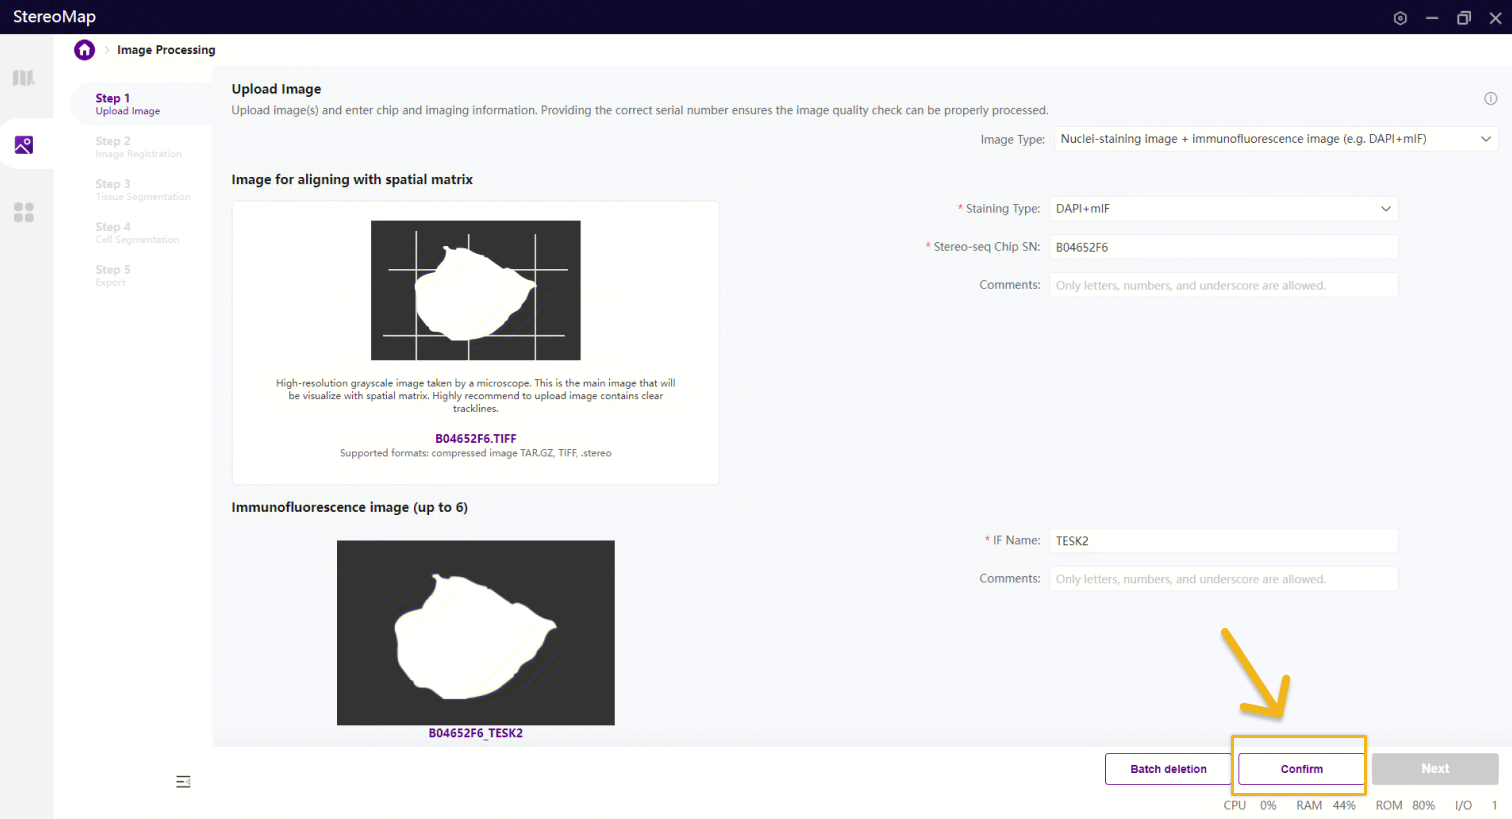 StereoMap
Image Processing
Step 1
Upload Image
Step 2
Image Registration
Step 3
Tissue Segmentation
Step 4
Cell Segmentation
Step 5
Export
Upload Image
Upload image(s) and enter chip and imaging information. Providing the correct serial number ensures the image quality check can be properly processed.
Image Type: Nuclei-staining image + immunofluorescence image (e.g. DAPI+mIF)
Image for aligning with spatial matrix
High-resolution grayscale image taken by a microscope. This is the main image that will
be visualize with spatial matrix. Highly recommend to upload image contains clear
tracklines.
B04652F6.TIFF
Supported formats: compressed image TAR.GZ, TIFF, .stereo
* Staining Type: DAPI+mIF
* Stereo-seq Chip SN: B04652F6
Comments: Only letters, numbers, and underscore are allowed.
Immunofluorescence image (up to 6)
B04652F6_TESK2
* IF Name: TESK2
Comments: Only letters, numbers, and underscore are allowed.
Batch deletion
Confirm
Next
CPU 0% RAM 44% ROM 80% I/O 1